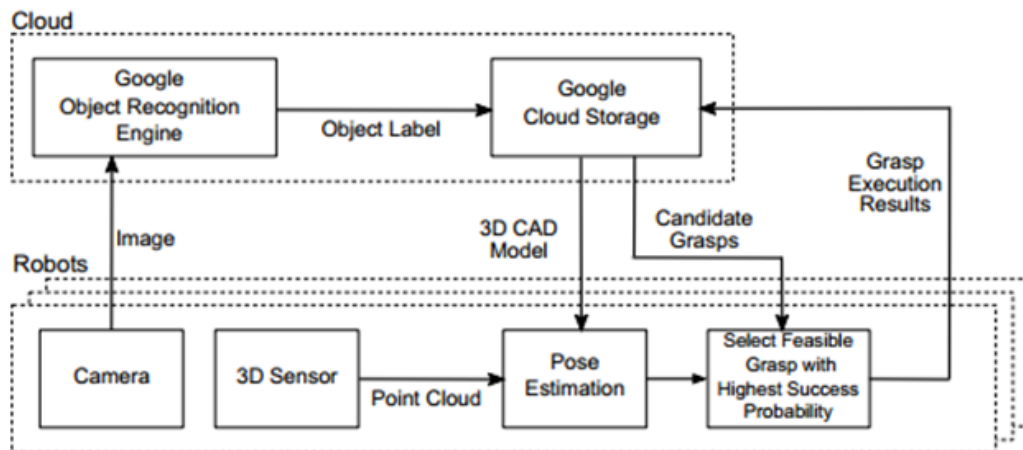 Cloud
Google
Object Recognition
Engine
Object Label
Google
Cloud Storage
Grasp
Execution
Results
Image
3D CAD
Model
Candidate
Grasps
Robots
Camera
3D Sensor
Point Cloud
Pose
Estimation
Select Feasible
Grasp with
Highest Success
Probability